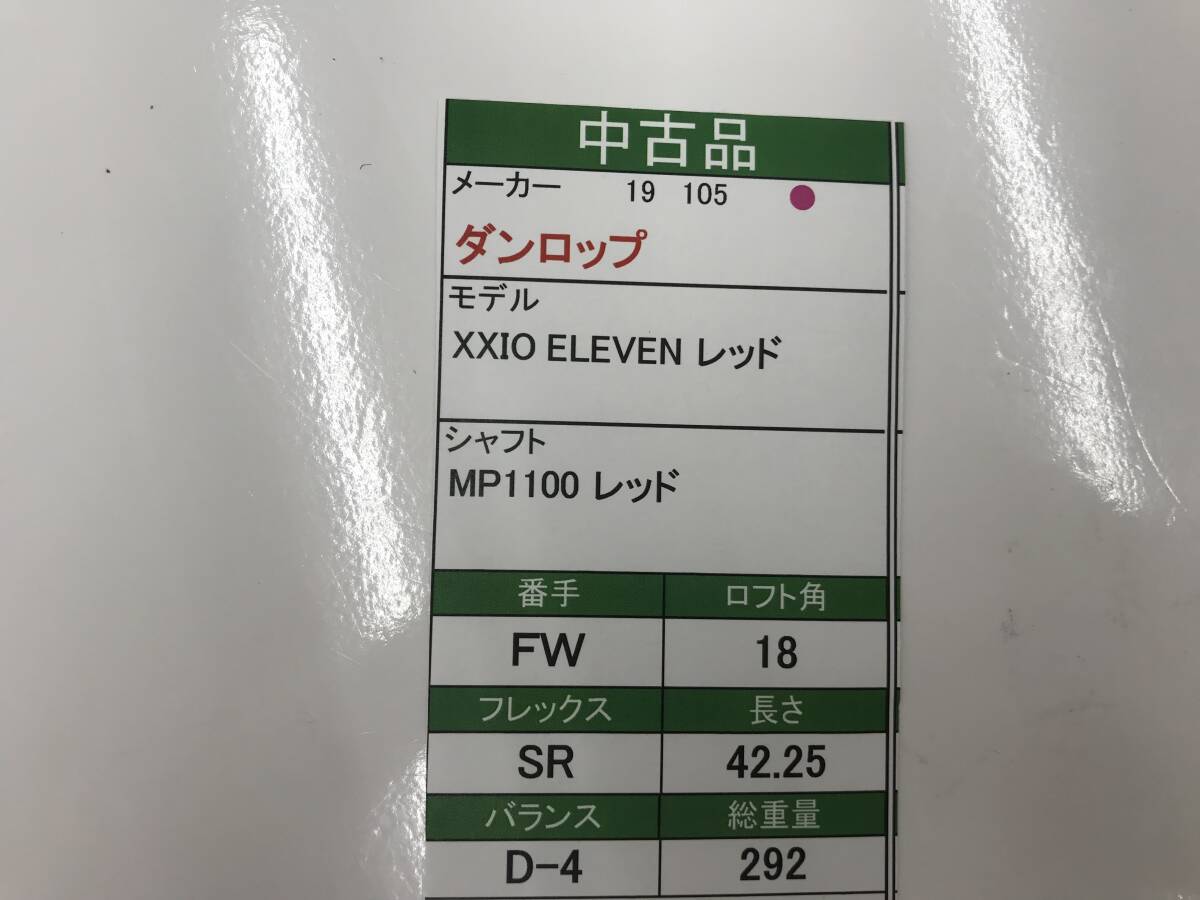 中古品
メーカー 19 105
ダンロップ
モデル
XXIO ELEVEN レッド
シャフト
MP1100 レッド
番手 ロフト角
FW 18
フレックス 長さ
SR 42.25
バランス 総重量
D-4 292